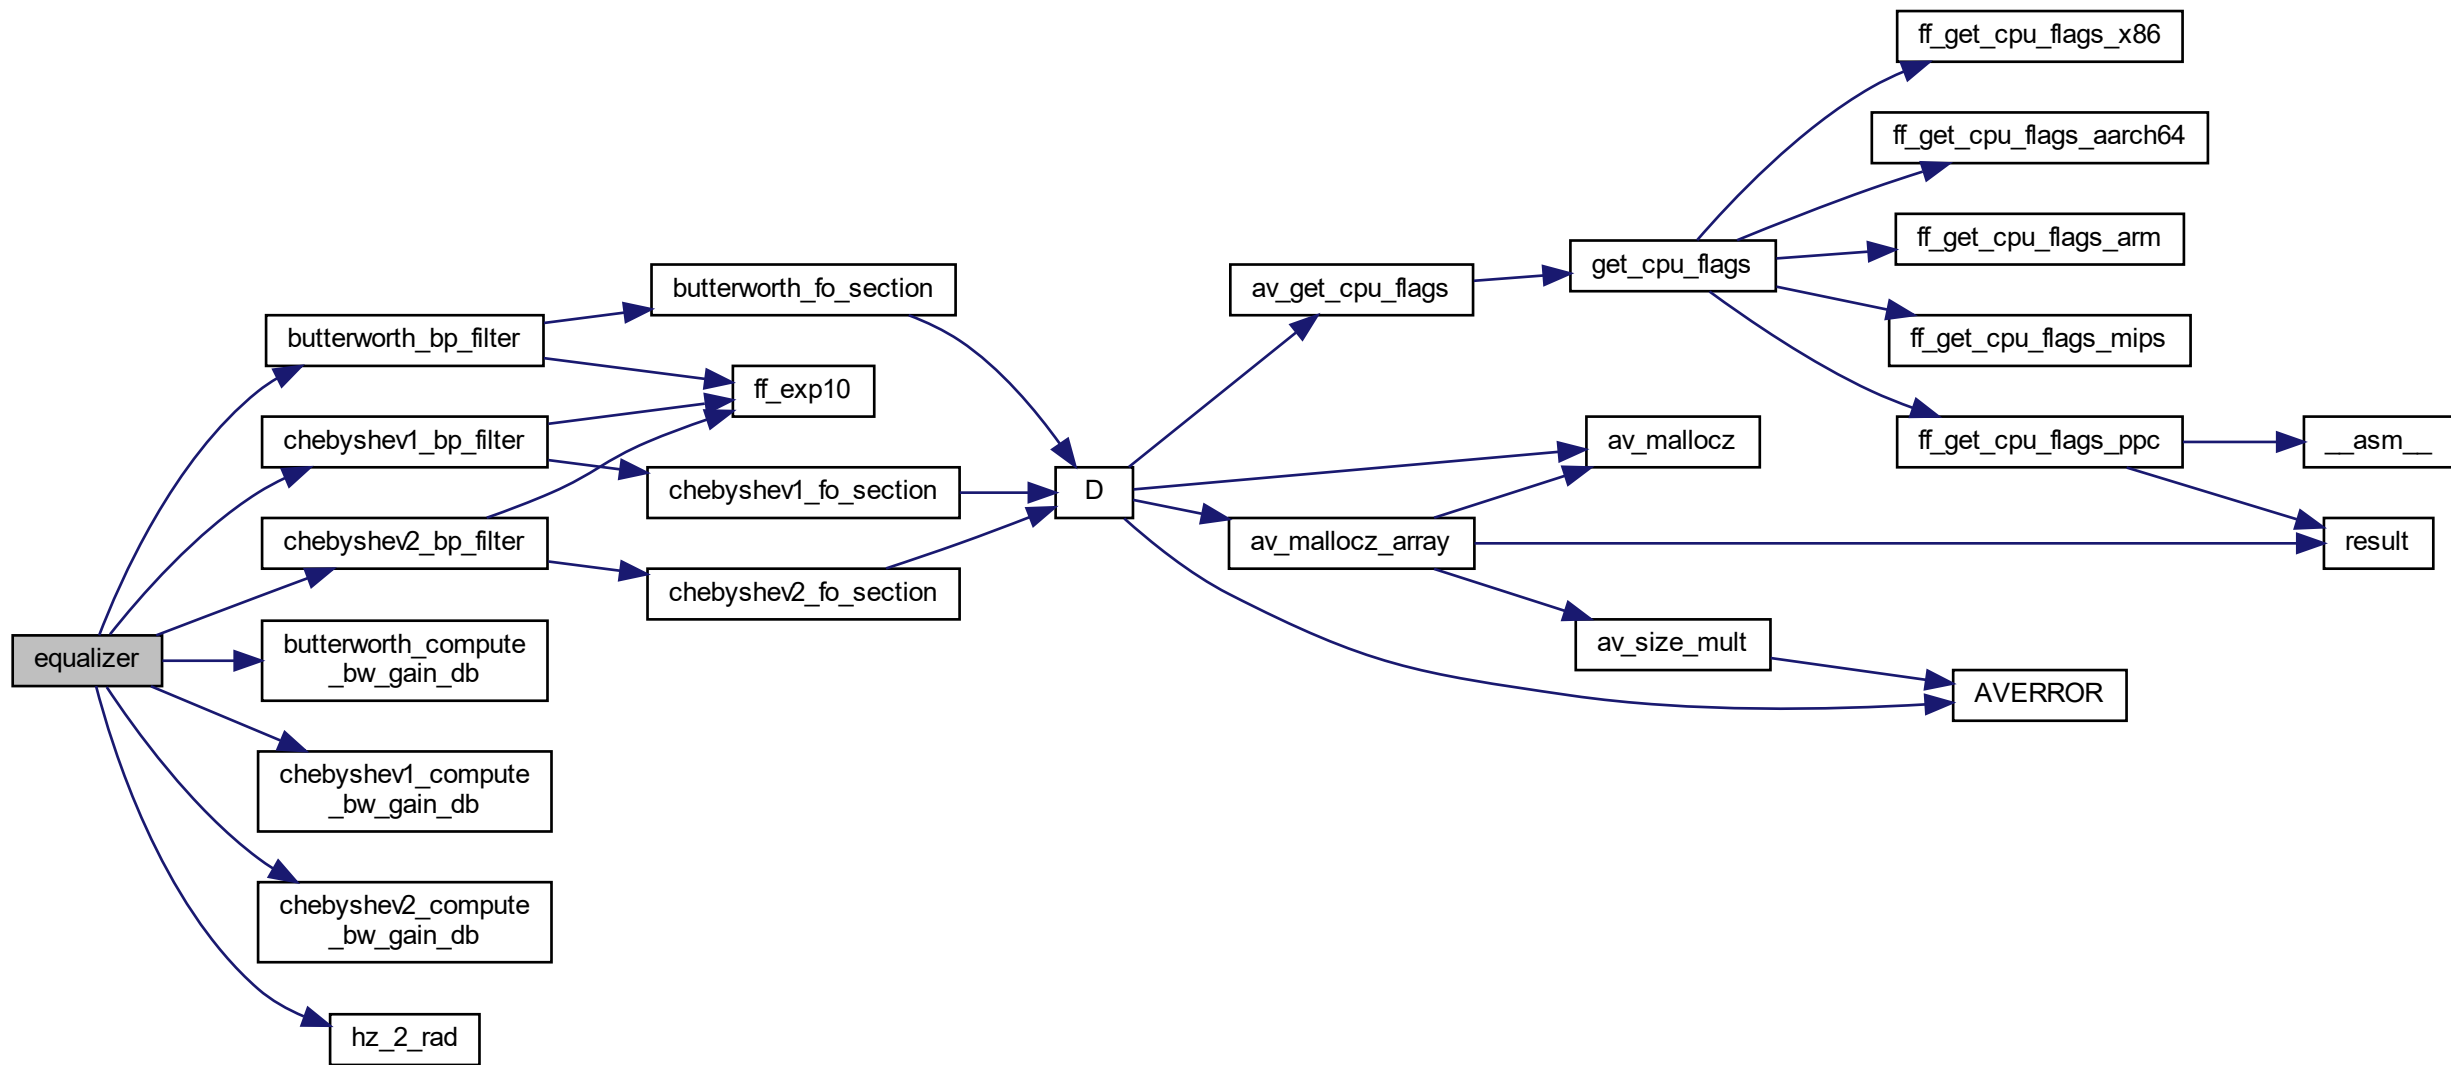 equalizer
butterworth_bp_filter
chebyshev1_bp_filter
chebyshev2_bp_filter
butterworth_compute
_bw_gain_db
chebyshev1_compute
_bw_gain_db
chebyshev2_compute
_bw_gain_db
hz_2_rad
butterworth_fo_section
ff_exp10
chebyshev1_fo_section
chebyshev2_fo_section
D
av_get_cpu_flags
av_mallocz_array
get_cpu_flags
av_mallocz
av_size_mult
ff_get_cpu_flags_x86
ff_get_cpu_flags_aarch64
ff_get_cpu_flags_arm
ff_get_cpu_flags_mips
ff_get_cpu_flags_ppc
AVERROR
__asm__
result